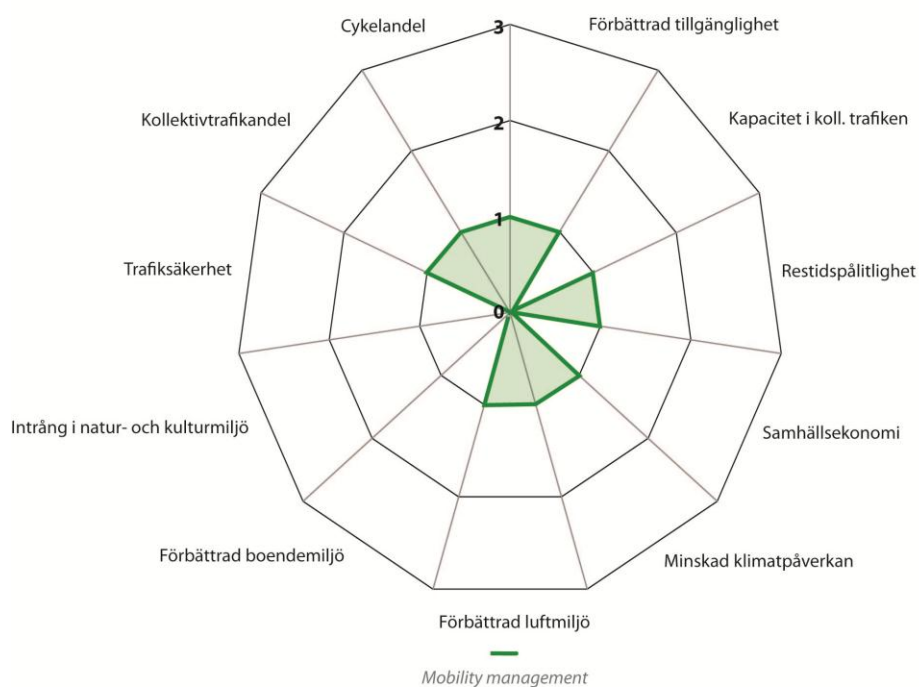 Cykelandel
3
Förbättrad tillgänglighet
Kollektivtrafikandel
2
Kapacitet i koll. trafiken
1
Trafiksäkerhet
Restidspålitlighet
0
Intrång i natur- och kulturmiljö
Samhällsekonomi
Förbättrad boendemiljö
Minskad klimatpåverkan
Förbättrad luftmiljö
Mobility management